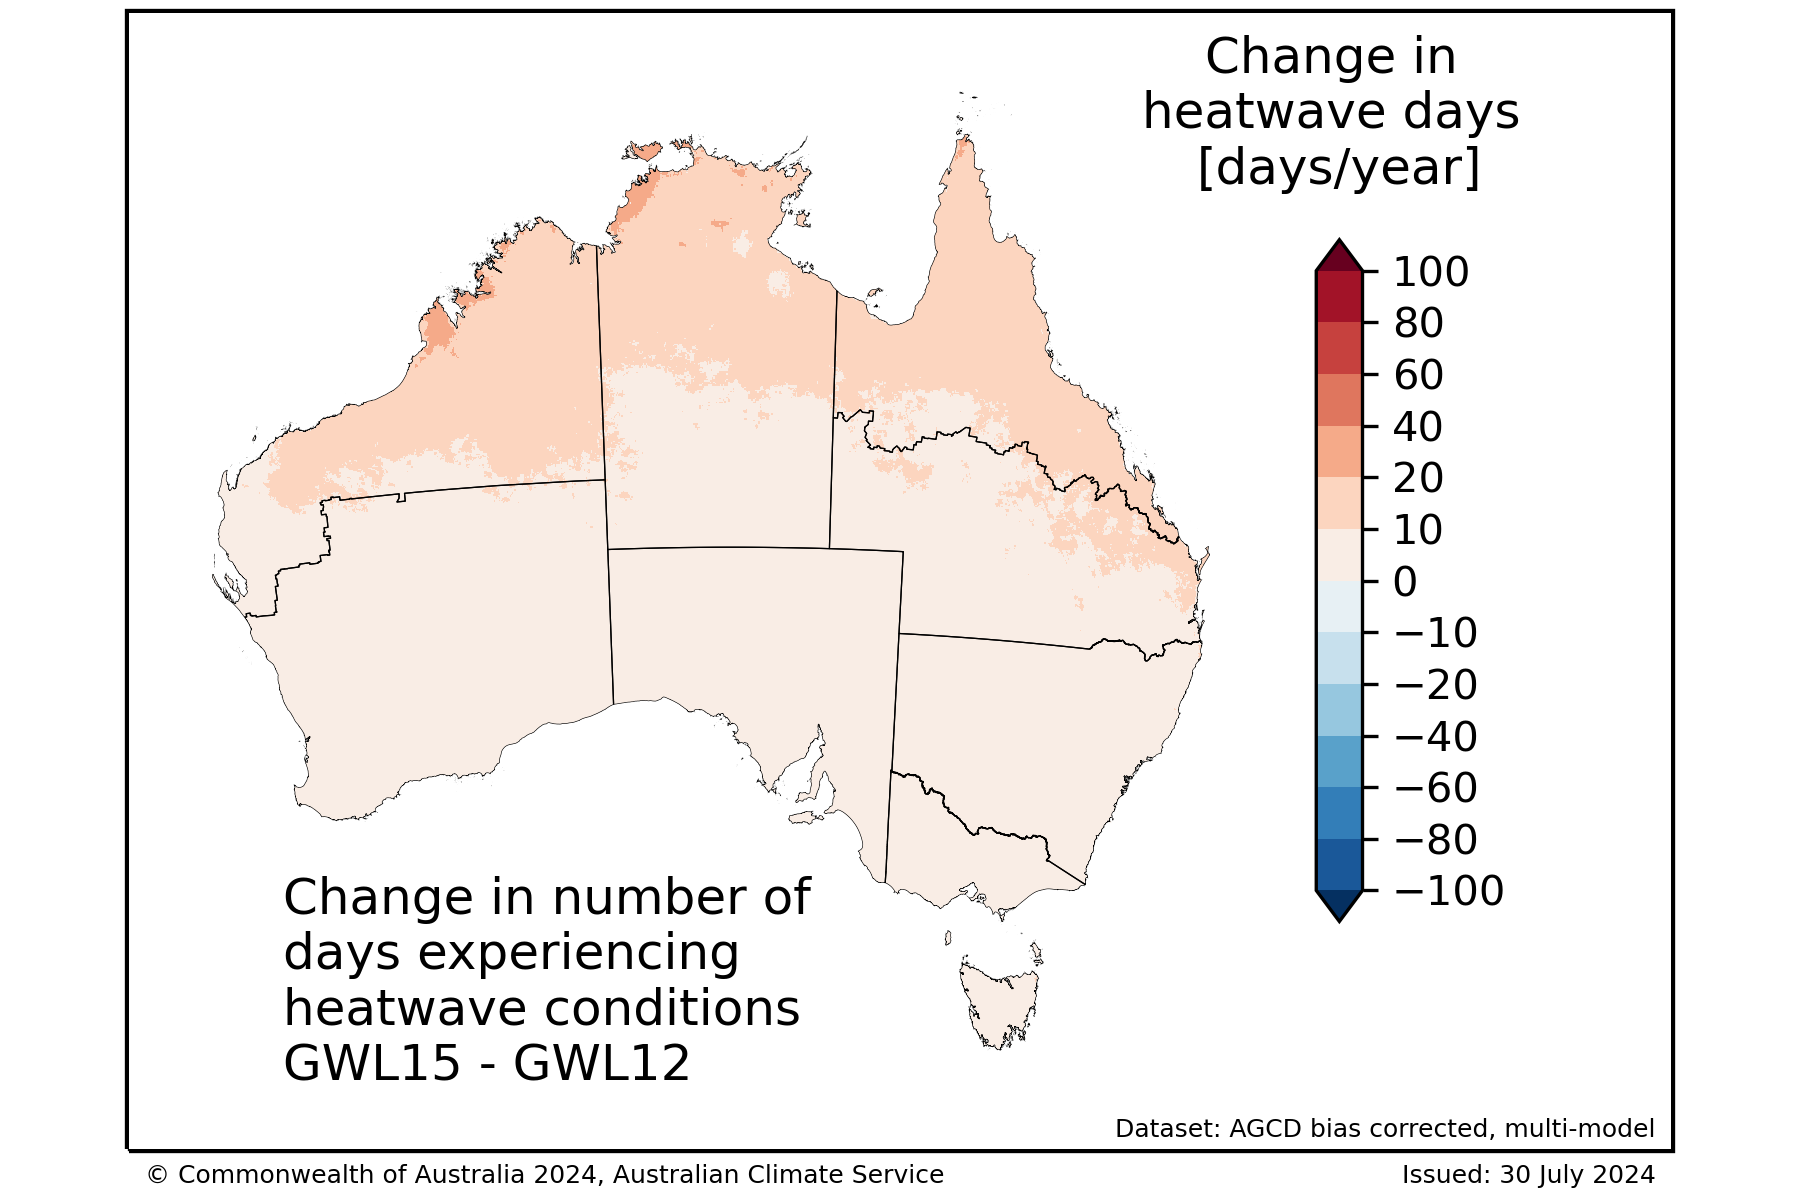 Change in
heatwave days
[days/year]
100
80
60
40
20
10
0
−10
−20
−40
−60
−80
−100
Change in number of
days experiencing
heatwave conditions
GWL15 - GWL12
Dataset: AGCD bias corrected, multi-model
© Commonwealth of Australia 2024, Australian Climate Service
Issued: 30 July 2024